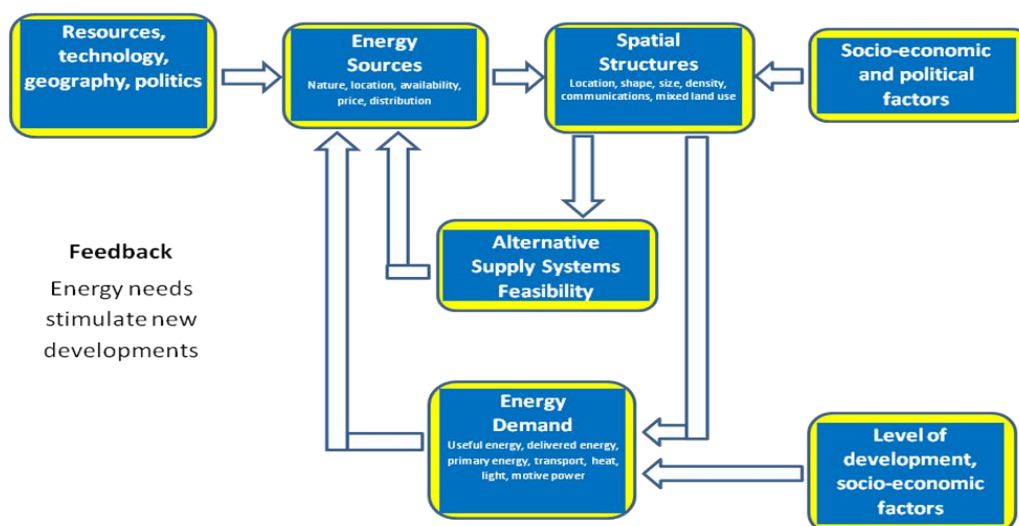 Resources,
technology,
geography, politics
Energy
Sources
Nature, location, availability,
price, distribution
Spatial
Structures
Location, shape, size, density,
communications, mixed land use
Socio-economic
and political
factors
Alternative
Supply Systems
Feasibility
Feedback
Energy needs
stimulate new
developments
Energy
Demand
Useful energy, delivered energy,
primary energy, transport, heat,
light, motive power
Level of
development,
socio-economic
factors